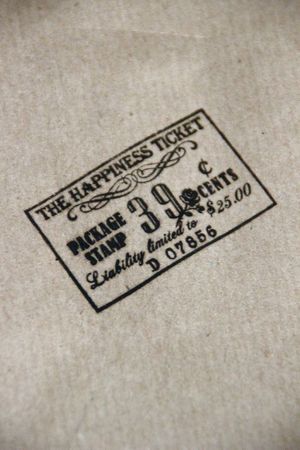 THE HAPPINESS TICKET
PACKAGE STAMP 39 ¢ CENTS
Liability limited to $25.00
D 07856